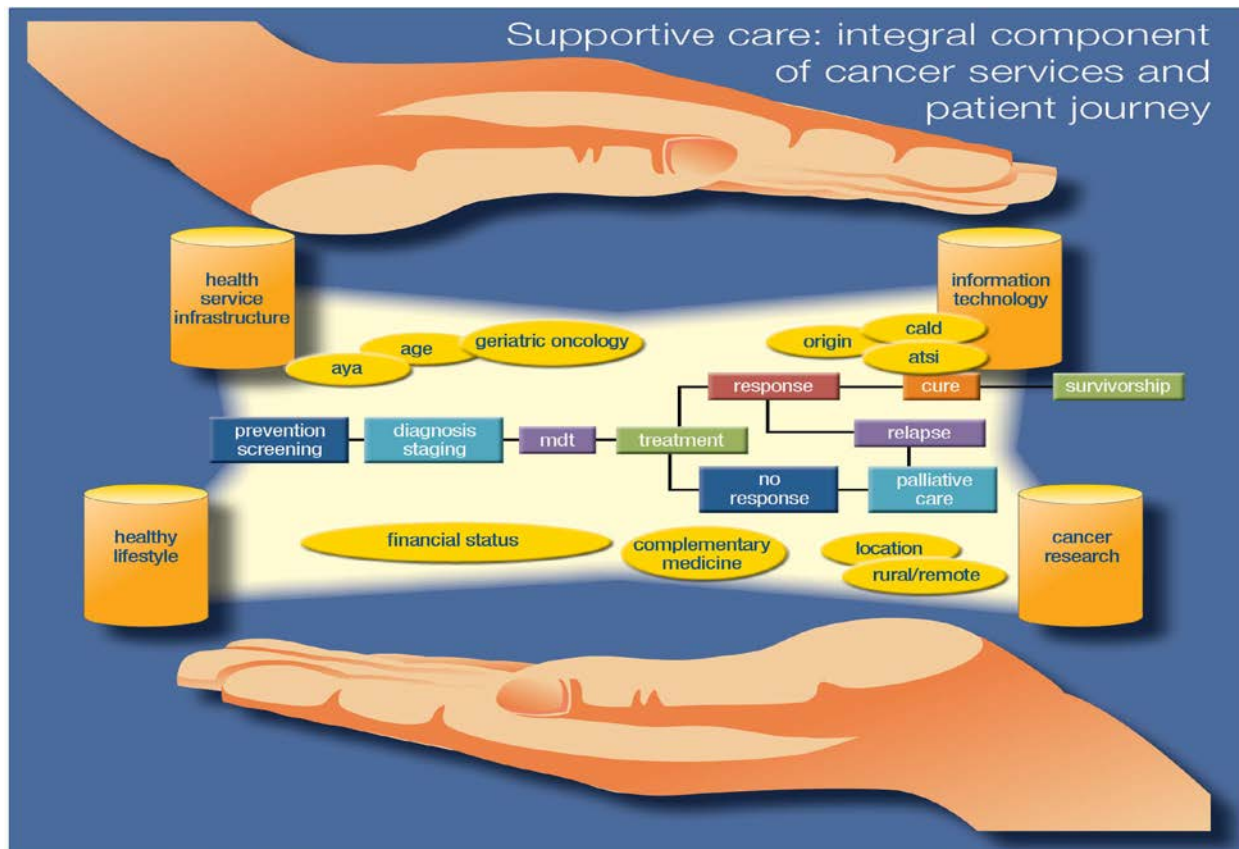 Supportive care: integral component
of cancer services and
patient journey
health
service
infrastructure
information
technology
aya
age
geriatric oncology
origin
cald
atsi
response
cure
survivorship
prevention
screening
diagnosis
staging
mdt
treatment
relapse
no
response
palliative
care
healthy
lifestyle
financial status
complementary
medicine
location
rural/remote
cancer
research